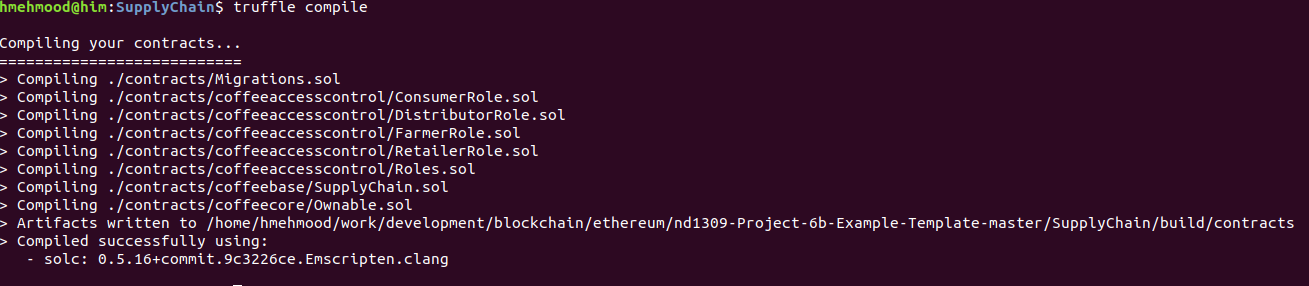 hmehmood@him:SupplyChain$ truffle compile
Compiling your contracts...
===========================
> Compiling ./contracts/Migrations.sol
> Compiling ./contracts/coffeeaccesscontrol/ConsumerRole.sol
> Compiling ./contracts/coffeeaccesscontrol/DistributorRole.sol
> Compiling ./contracts/coffeeaccesscontrol/FarmerRole.sol
> Compiling ./contracts/coffeeaccesscontrol/RetailerRole.sol
> Compiling ./contracts/coffeeaccesscontrol/Roles.sol
> Compiling ./contracts/coffeebase/SupplyChain.sol
> Compiling ./contracts/coffeecore/Ownable.sol
> Artifacts written to /home/hmehmood/work/development/blockchain/ethereum/nd1309-Project-6b-Example-Template-master/SupplyChain/build/contracts
> Compiled successfully using:
   - solc: 0.5.16+commit.9c3226ce.Emscripten.clang